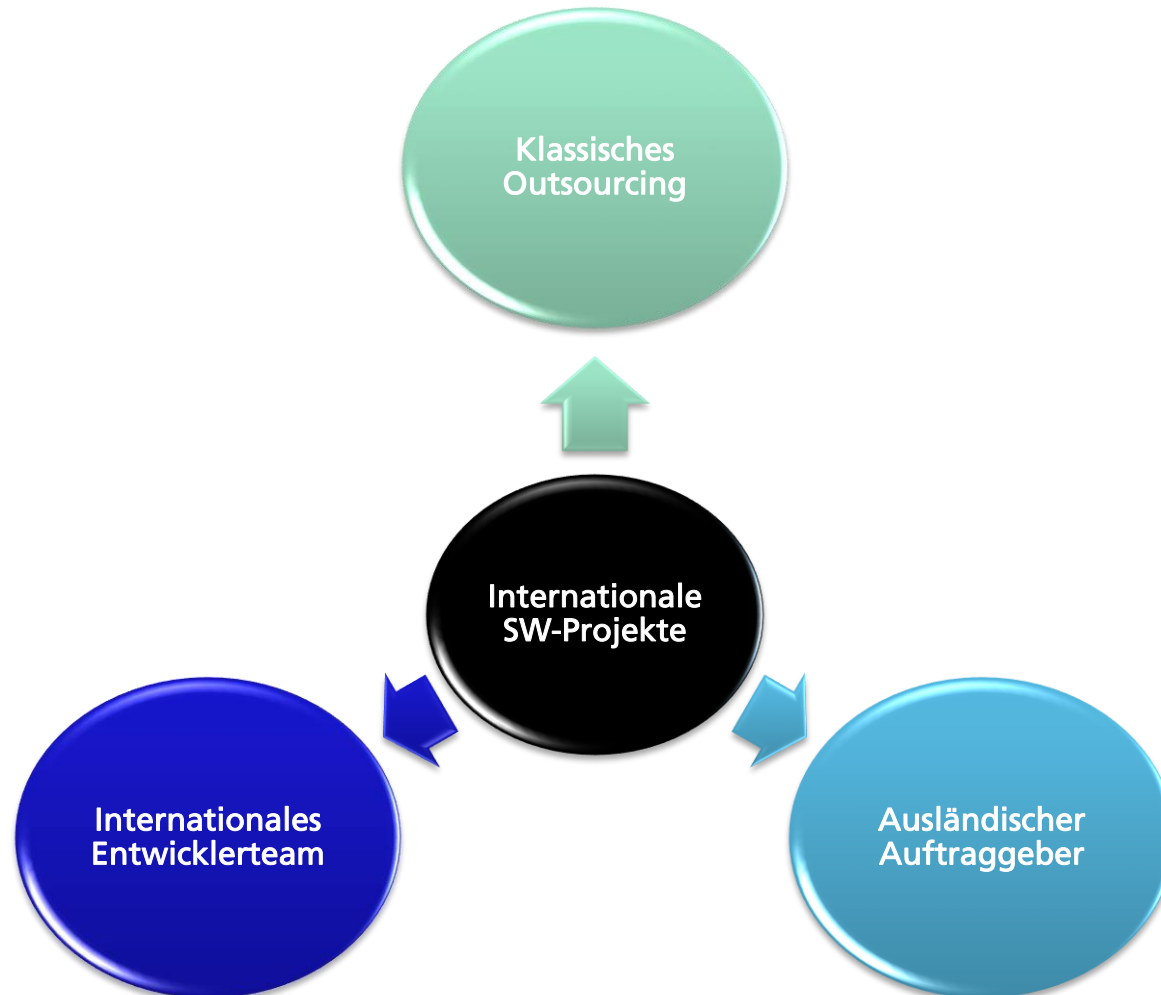 Klassisches
Outsourcing
Internationale
SW-Projekte
Internationales
Entwicklerteam
Ausländischer
Auftraggeber